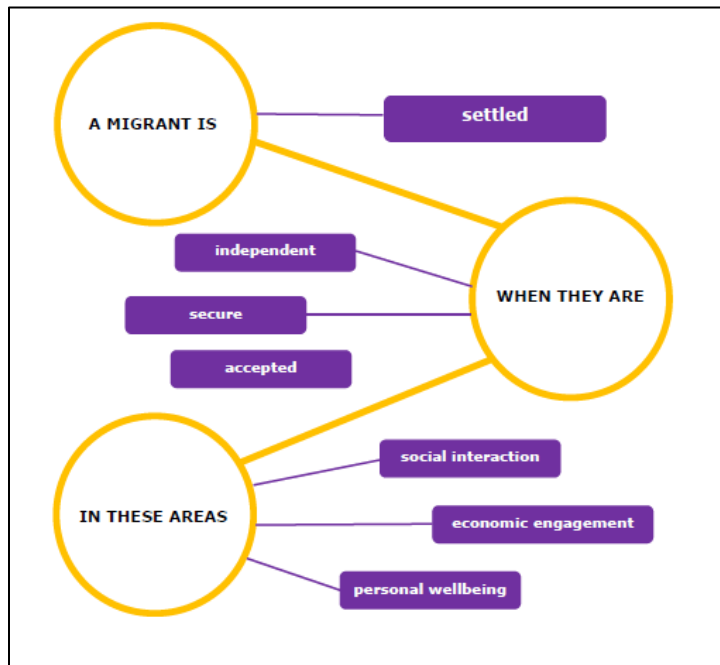 A MIGRANT IS
settled
WHEN THEY ARE
independent
secure
accepted
IN THESE AREAS
social interaction
economic engagement
personal wellbeing